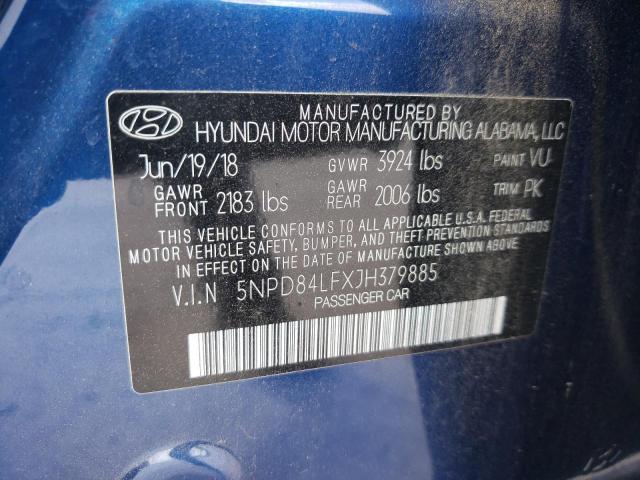 MANUFACTURED BY
HYUNDAI MOTOR MANUFACTURING ALABAMA, LLC
Jun/19/18 GVWR 3924 lbs PAINT VU
GAWR FRONT 2183 lbs GAWR REAR 2006 lbs TRIM PK
THIS VEHICLE CONFORMS TO ALL APPLICABLE U.S.A. FEDERAL
MOTOR VEHICLE SAFETY, BUMPER, AND THEFT PREVENTION STANDARDS
IN EFFECT ON THE DATE OF MANUFACTURE SHOWN ABOVE.
V.I.N 5NPD84LFXJH379885
PASSENGER CAR